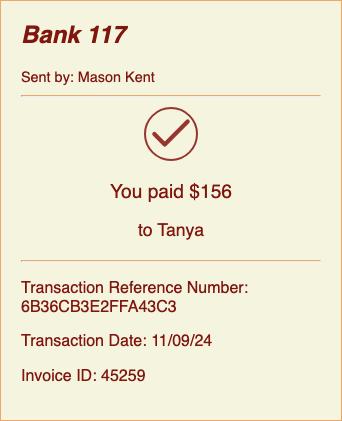 Bank 117
Sent by: Mason Kent
You paid $156
to Tanya
Transaction Reference Number:
6B36CB3E2FFA43C3
Transaction Date: 11/09/24
Invoice ID: 45259